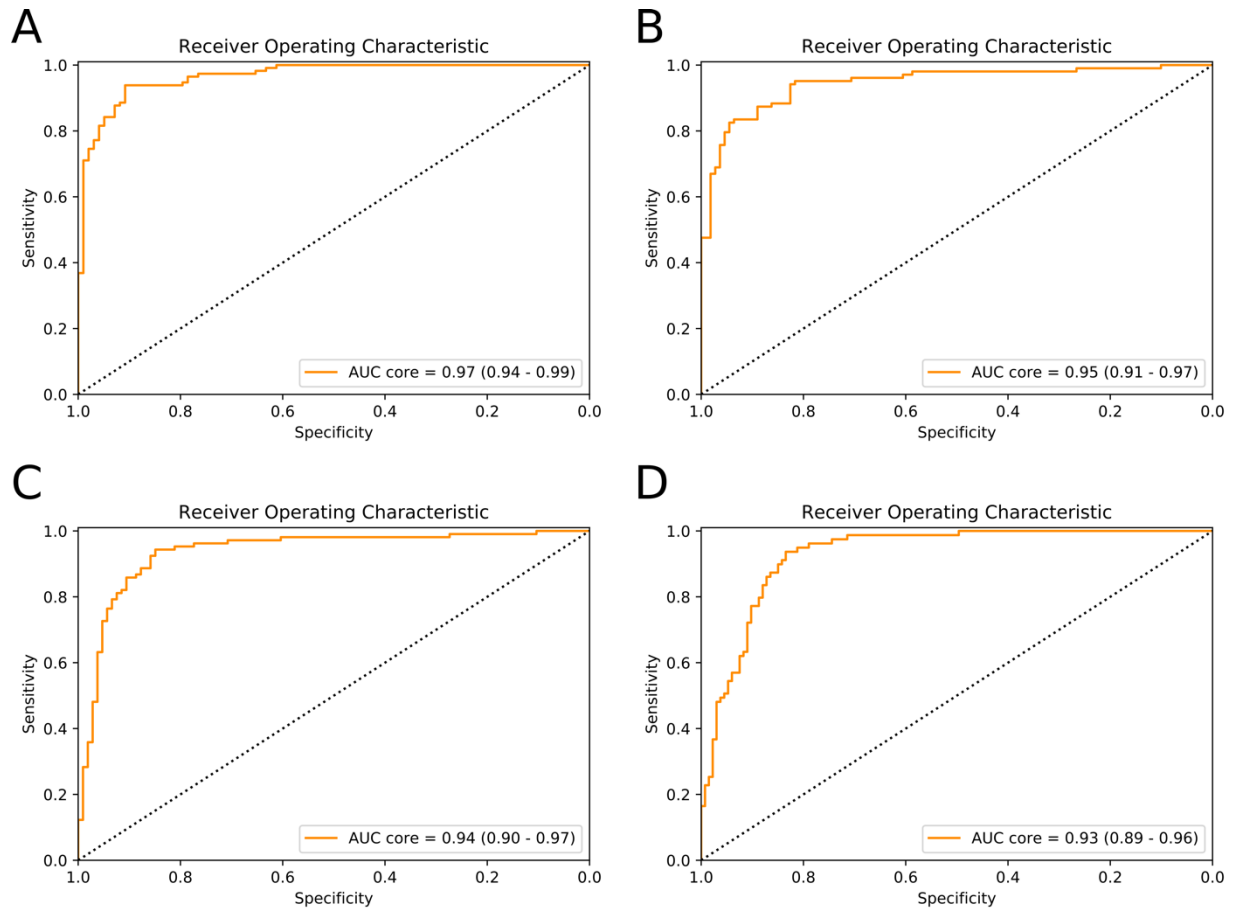 A
Receiver Operating Characteristic
1.0
0.8
0.6
0.4
0.2
0.0
Sensitivity
AUC core = 0.97 (0.94 - 0.99)
1.0 0.8 0.6 0.4 0.2 0.0
Specificity
B
Receiver Operating Characteristic
1.0
0.8
0.6
0.4
0.2
0.0
Sensitivity
AUC core = 0.95 (0.91 - 0.97)
1.0 0.8 0.6 0.4 0.2 0.0
Specificity
C
Receiver Operating Characteristic
1.0
0.8
0.6
0.4
0.2
0.0
Sensitivity
AUC core = 0.94 (0.90 - 0.97)
1.0 0.8 0.6 0.4 0.2 0.0
Specificity
D
Receiver Operating Characteristic
1.0
0.8
0.6
0.4
0.2
0.0
Sensitivity
AUC core = 0.93 (0.89 - 0.96)
1.0 0.8 0.6 0.4 0.2 0.0
Specificity